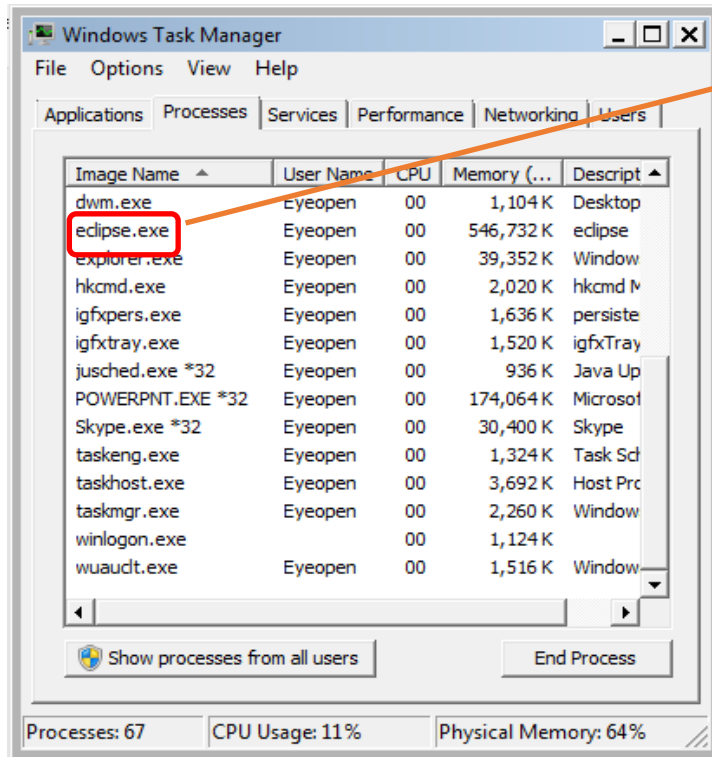 Windows Task Manager
File Options View Help
Applications Processes Services Performance Networking Users
Image Name User Name CPU Memory (... Descript
dwm.exe Eyeopen 00 1,104 K Desktop
eclipse.exe Eyeopen 00 546,732 K eclipse
explorer.exe Eyeopen 00 39,352 K Window
hkcmd.exe Eyeopen 00 2,020 K hkcmd M
igfxpers.exe Eyeopen 00 1,636 K persiste
igfxtray.exe Eyeopen 00 1,520 K igfxTray
jusched.exe *32 Eyeopen 00 936 K Java Up
POWERPNT.EXE *32 Eyeopen 00 174,064 K Microsof
Skype.exe *32 Eyeopen 00 30,400 K Skype
taskeng.exe Eyeopen 00 1,324 K Task Sch
taskhost.exe Eyeopen 00 3,692 K Host Pro
taskmgr.exe Eyeopen 00 2,260 K Window
winlogon.exe 00 1,124 K
wuauclt.exe Eyeopen 00 1,516 K Window
Show processes from all users End Process
Processes: 67 CPU Usage: 11% Physical Memory: 64%